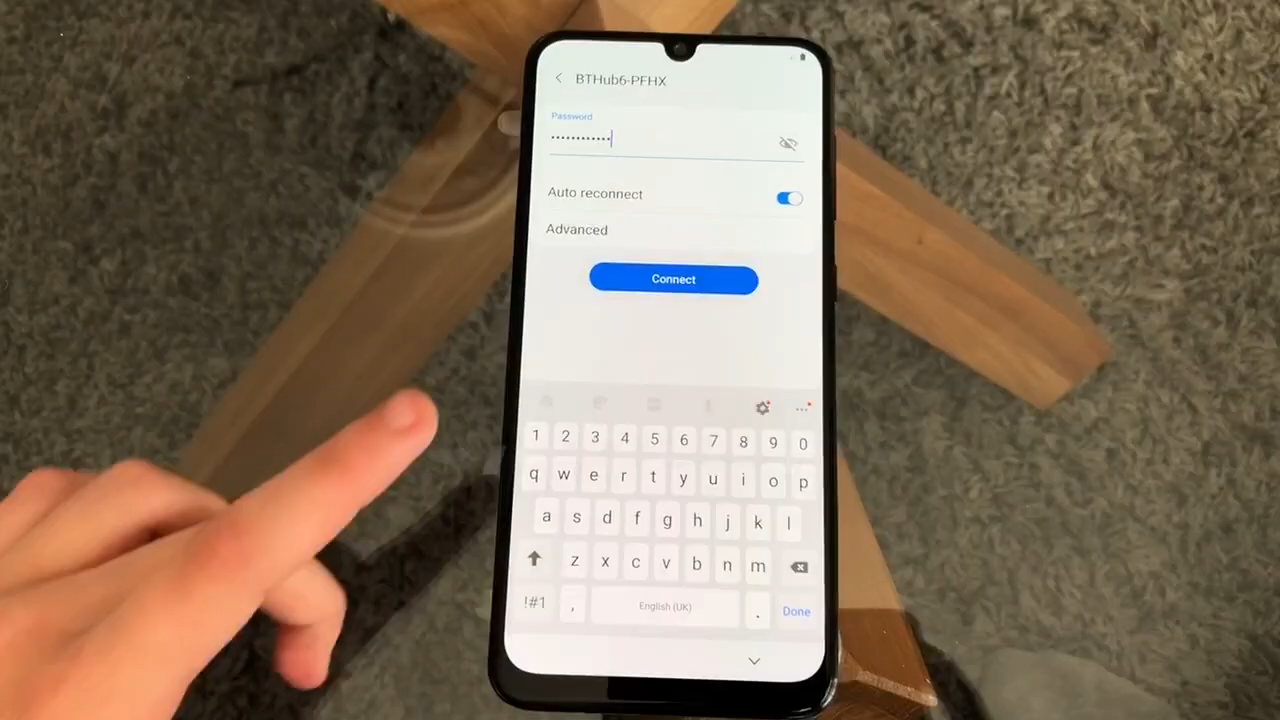 BTHub6-PFHX
Password
••••••••••••
Auto reconnect
Advanced
Connect
1 2 3 4 5 6 7 8 9 0
q w e r t y u i o p
a s d f g h j k l
z x c v b n m
!#1 , English (UK) . Done